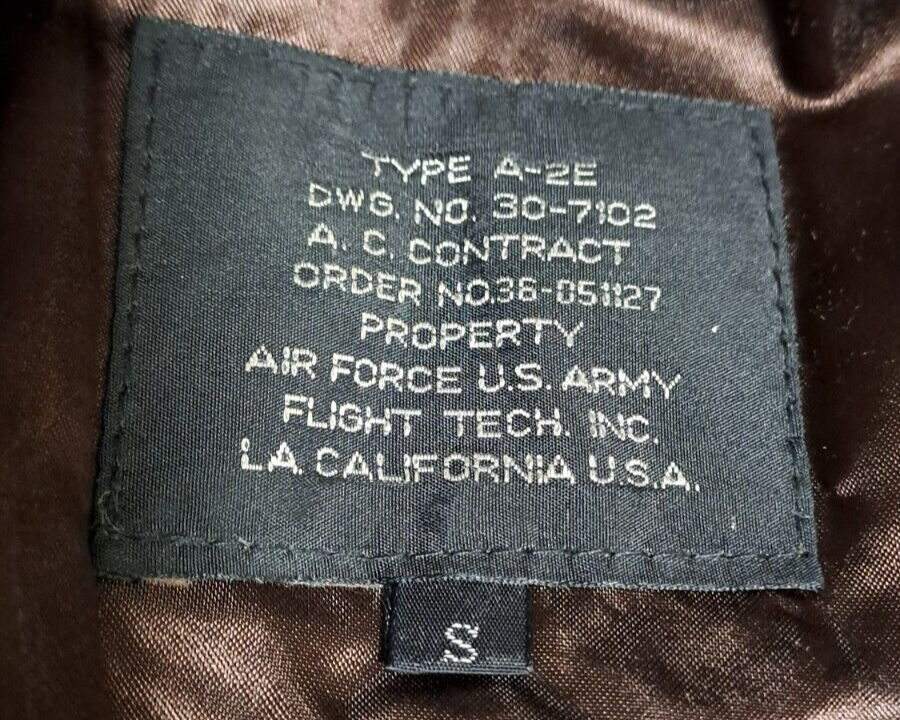 TYPE A-2E
DWG. NO. 30-7102
A. C. CONTRACT
ORDER NO.38-051127
PROPERTY
AIR FORCE U.S. ARMY
FLIGHT TECH. INC.
LA. CALIFORNIA U.S.A.
S